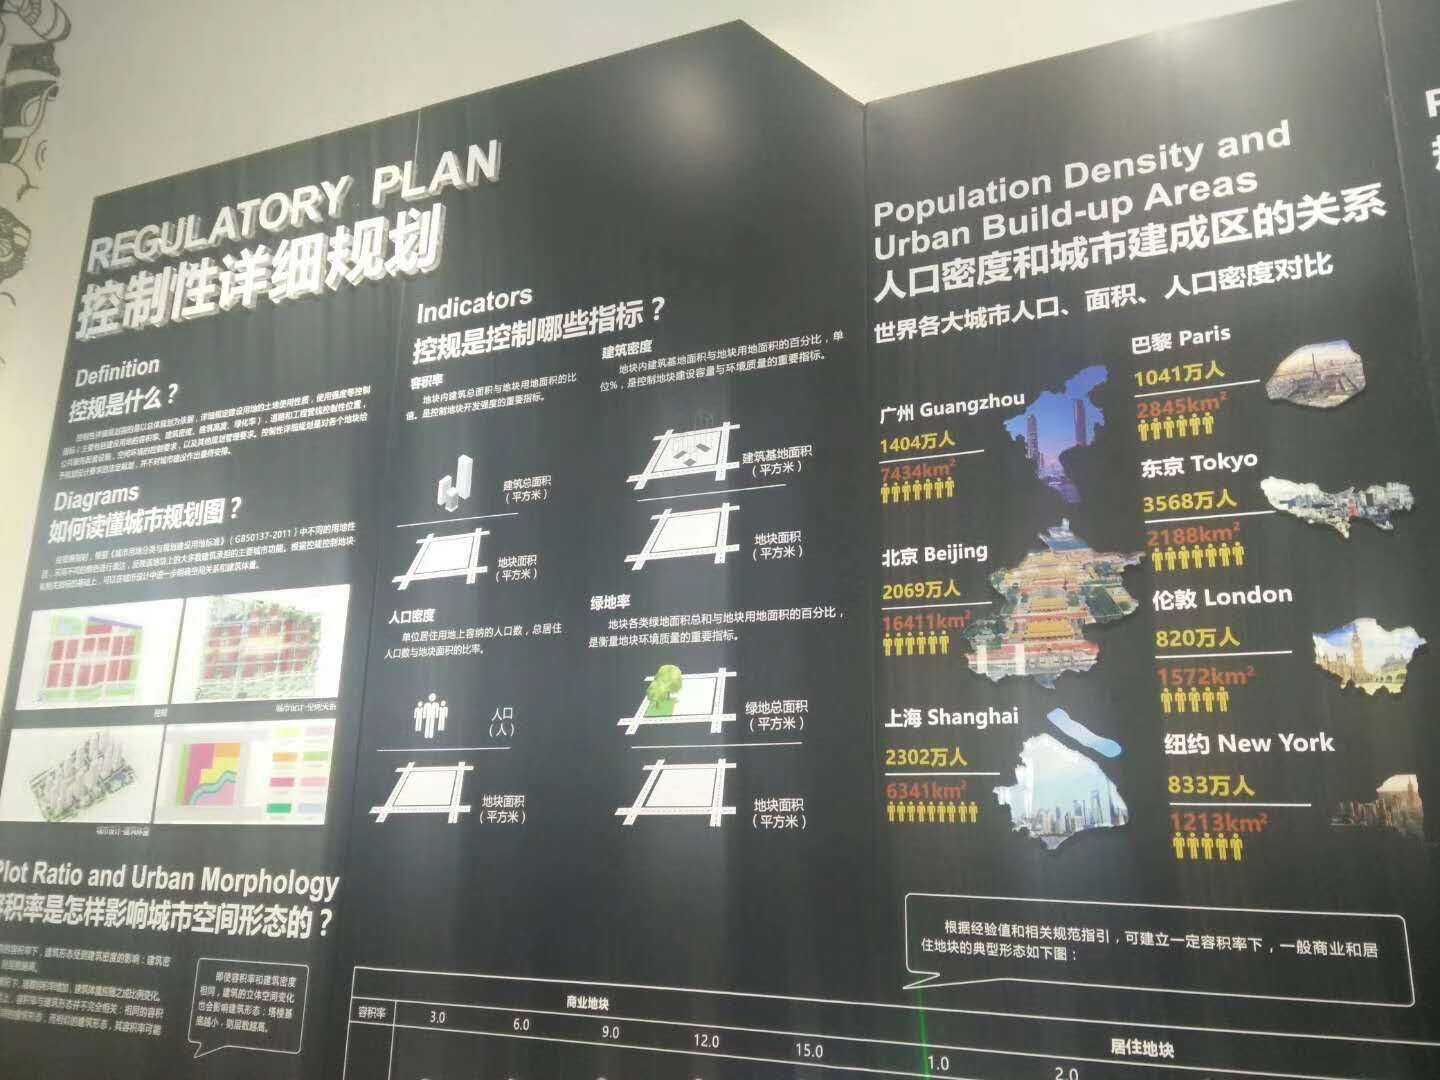 REGULATORY PLAN
控制性详细规划
Definition
控规是什么？
Diagrams
如何读懂城市规划图？
控规
Plot Ratio and Urban Morphology
容积率是怎样影响城市空间形态的？
即使容积率和建筑密度
相同，建筑的立体空间变化
也会影响建筑形态：塔楼基
底越小，则层数越高。
Indicators
控规是控制哪些指标？
容积率
地块内建筑总面积与地块用地面积的比
值。是控制地块开发强度的重要指标。
建筑总面积
（平方米）
地块面积
（平方米）
人口密度
单位居住用地上容纳的人口数，总居住
人口数与地块面积的比率。
人口
（人）
地块面积
（平方米）
建筑密度
地块内建筑基地面积与地块用地面积的百分比，单
位%，是控制地块建设容量与环境质量的重要指标。
建筑基地面积
（平方米）
地块面积
（平方米）
绿地率
地块各类绿地面积总和与地块用地面积的百分比，
是衡量地块环境质量的重要指标。
绿地总面积
（平方米）
地块面积
（平方米）
Population Density and
Urban Build-up Areas
人口密度和城市建成区的关系
世界各大城市人口、面积、人口密度对比
广州 Guangzhou
1404万人
7434km²
北京 Beijing
2069万人
16411km²
上海 Shanghai
2302万人
6341km²
巴黎 Paris
1041万人
2845km²
东京 Tokyo
3568万人
2188km²
伦敦 London
820万人
1572km²
纽约 New York
833万人
1213km²
根据经验值和相关规范指引，可建立一定容积率下，一般商业和居
住地块的典型形态如下图：
商业地块
居住地块
容积率 3.0 6.0 9.0 12.0 15.0 1.0 2.0